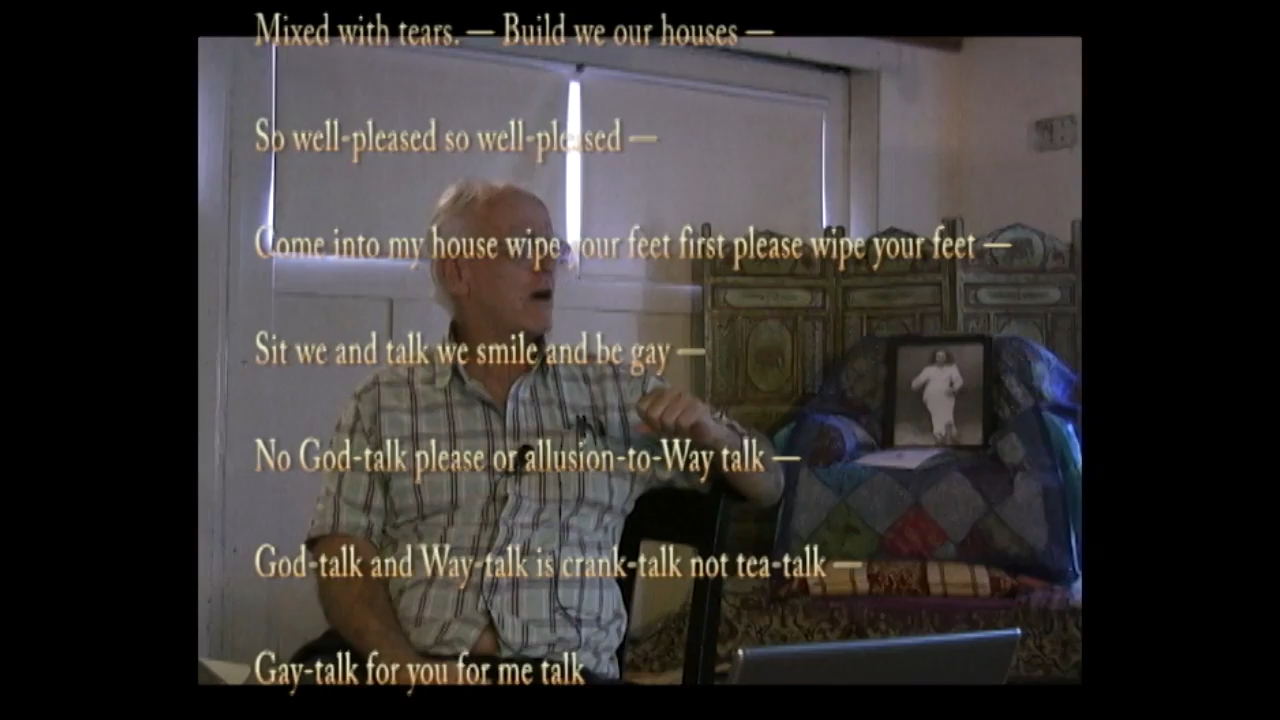 Mixed with tears. — Build we our houses —
So well-pleased so well-pleased —
Come into my house wipe your feet first please wipe your feet —
Sit we and talk we smile and be gay —
No God-talk please or allusion-to-Way talk —
God-talk and Way-talk is crank-talk not tea-talk —
Gay-talk for you for me talk